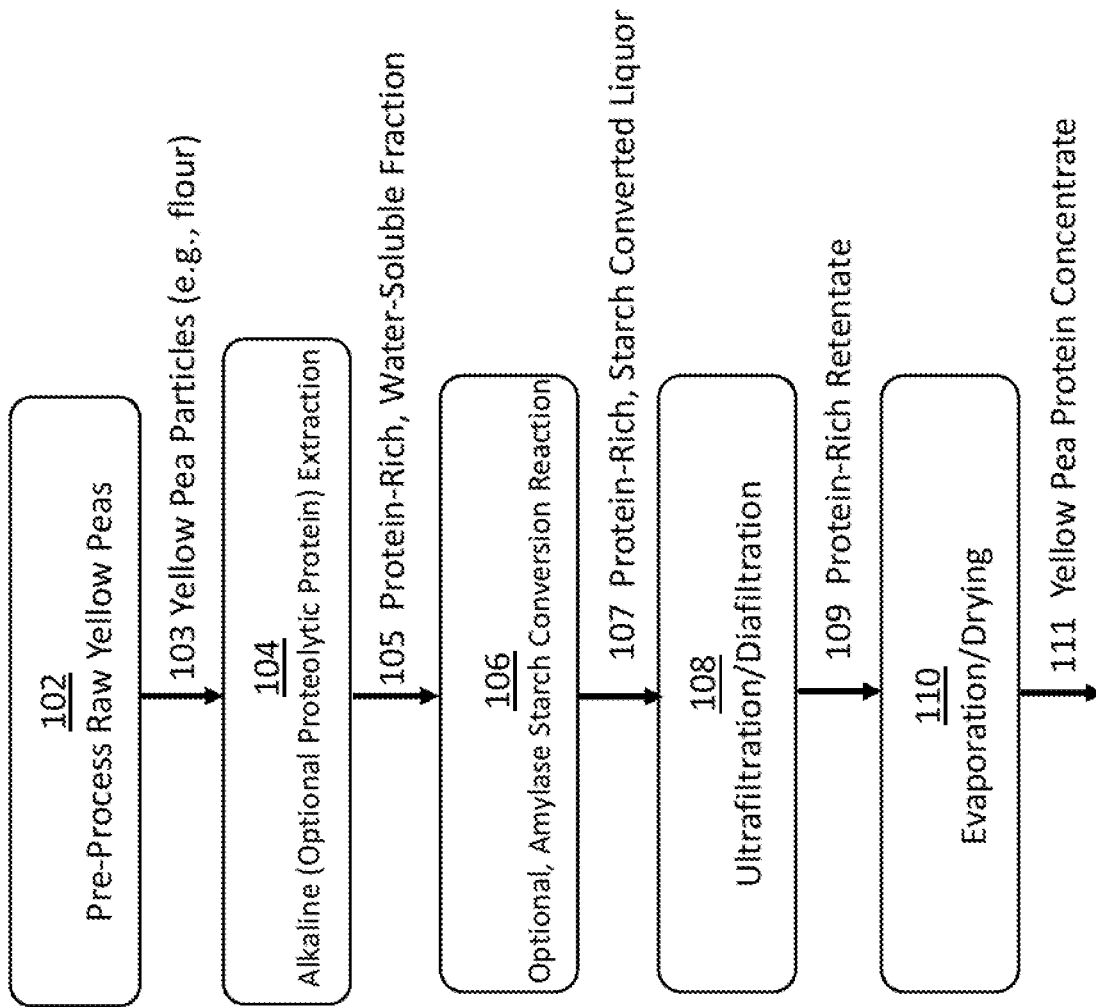 102
Pre-Process Raw Yellow Peas
103 Yellow Pea Particles (e.g., flour)
104
Alkaline (Optional Proteolytic Protein) Extraction
105 Protein-Rich, Water-Soluble Fraction
106
Optional, Amylase Starch Conversion Reaction
107 Protein-Rich, Starch Converted Liquor
108
Ultrafiltration/Diafiltration
109 Protein-Rich Retentate
110
Evaporation/Drying
111 Yellow Pea Protein Concentrate